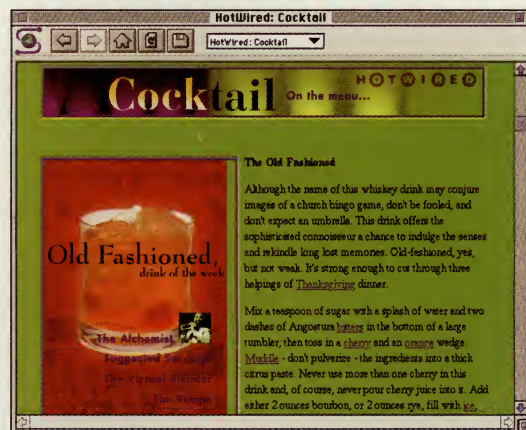 HotWired: Cocktail
HotWired: Cocktail
Cocktail
On the menu...
HOTWIRED
Old Fashioned,
drink of the week
The Alchemist,
Suggested Servings
The Virtual Blender
The Recipe
The Old Fashioned
Although the name of this whiskey drink may conjure
images of a church bingo game, don't be fooled, and
don't expect an umbrella. This drink offers the
sophisticated connoisseur a chance to indulge the senses
and rekindle long lost memories. Old-fashioned, yes,
but not weak. It's strong enough to cut through three
helpings of Thanksgiving dinner.
Mix a teaspoon of sugar with a splash of water and two
dashes of Angostura bitters in the bottom of a large
tumbler, then toss in a cherry and an orange wedge.
Muddle - don't pulverize - the ingredients into a thick
citrus paste. Never use more than one cherry in this
drink and, of course, never pour cherry juice into it. Add
either 2 ounces bourbon, or 2 ounces rye, fill with ice,